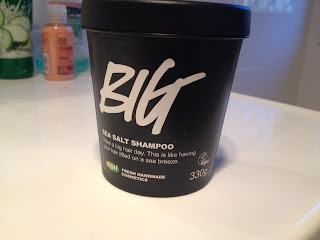 BIG
SEA SALT SHAMPOO
Have a big hair day. This is like having
your hair lifted on a sea breeze.
FRESH HANDMADE
COSMETICS
330g